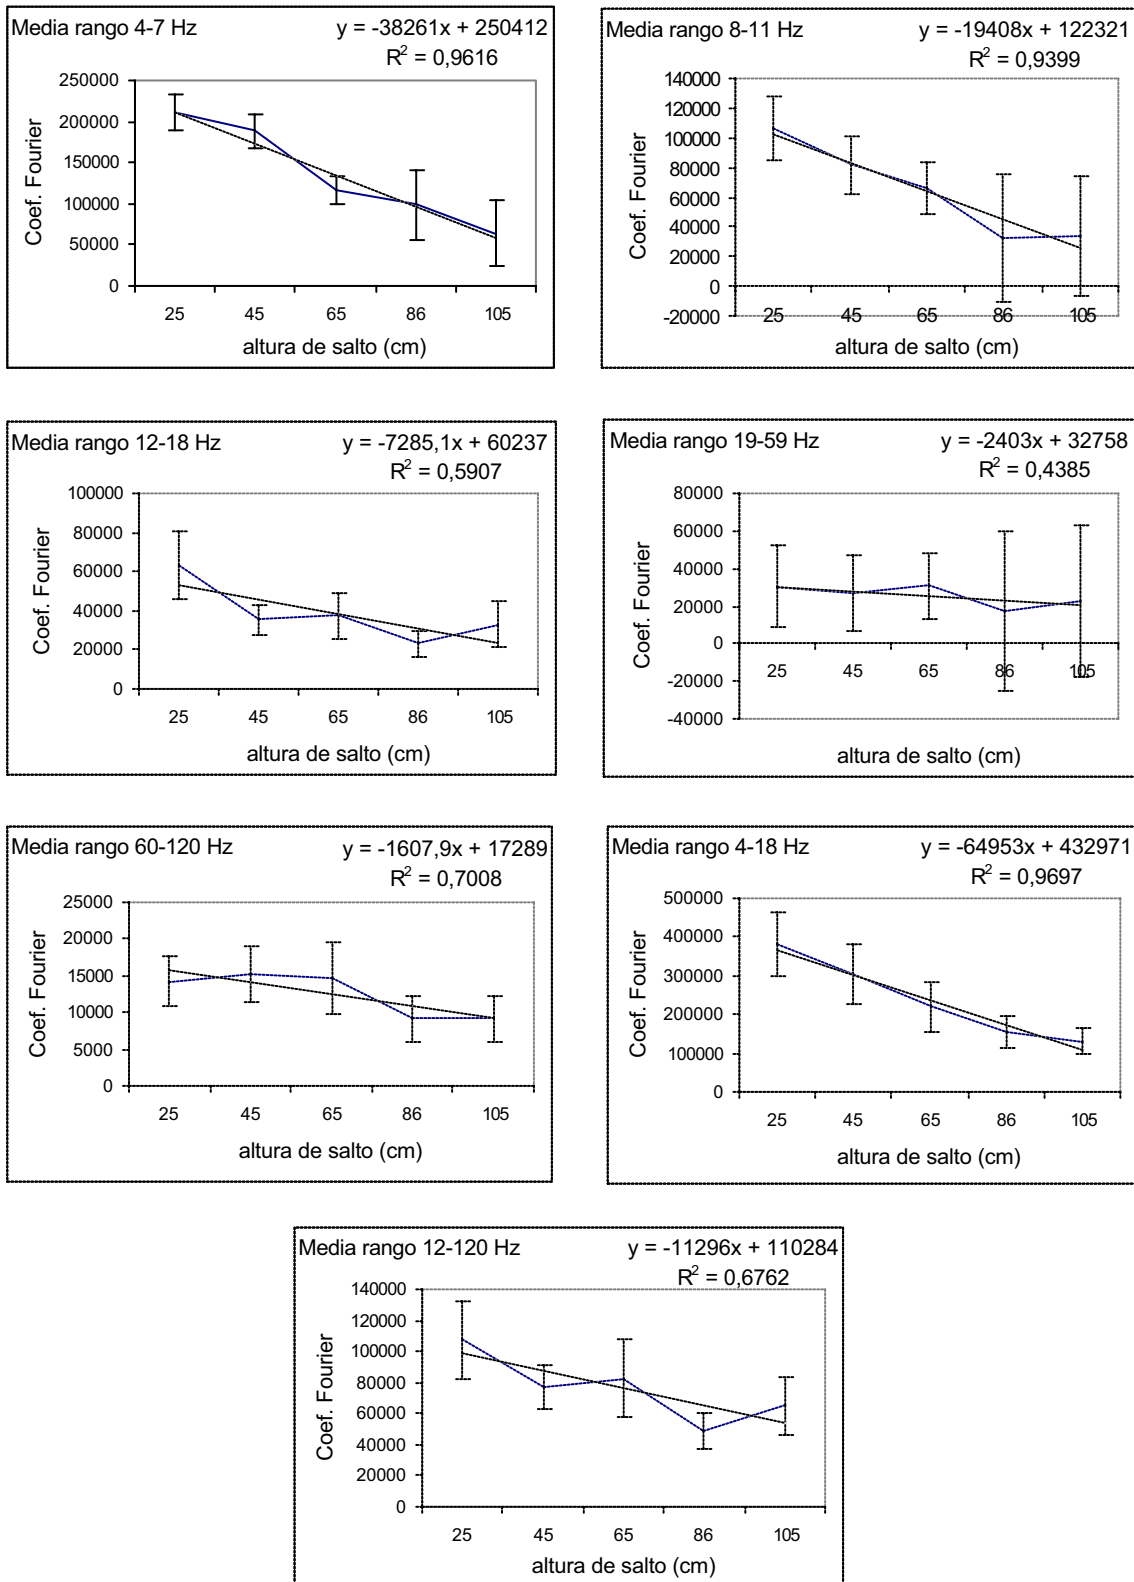 Media rango 4-7 Hz y = -38261x + 250412
R² = 0,9616
Coef. Fourier
250000
200000
150000
100000
50000
0
25 45 65 86 105
altura de salto (cm)
Media rango 8-11 Hz y = -19408x + 122321
R² = 0,9399
Coef. Fourier
140000
120000
100000
80000
60000
40000
20000
0
-20000
25 45 65 86 105
altura de salto (cm)
Media rango 12-18 Hz y = -7285,1x + 60237
R² = 0,5907
Coef. Fourier
100000
80000
60000
40000
20000
0
25 45 65 86 105
altura de salto (cm)
Media rango 19-59 Hz y = -2403x + 32758
R² = 0,4385
Coef. Fourier
80000
60000
40000
20000
0
-20000
-40000
25 45 65 86 105
altura de salto (cm)
Media rango 60-120 Hz y = -1607,9x + 17289
R² = 0,7008
Coef. Fourier
25000
20000
15000
10000
5000
0
25 45 65 86 105
altura de salto (cm)
Media rango 4-18 Hz y = -64953x + 432971
R² = 0,9697
Coef. Fourier
500000
400000
300000
200000
100000
0
25 45 65 86 105
altura de salto (cm)
Media rango 12-120 Hz y = -11296x + 110284
R² = 0,6762
Coef. Fourier
140000
120000
100000
80000
60000
40000
20000
0
25 45 65 86 105
altura de salto (cm)